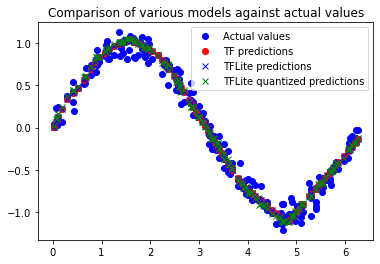 Comparison of various models against actual values
Actual values
TF predictions
TFLite predictions
TFLite quantized predictions
1.0
0.5
0.0
−0.5
−1.0
0 1 2 3 4 5 6